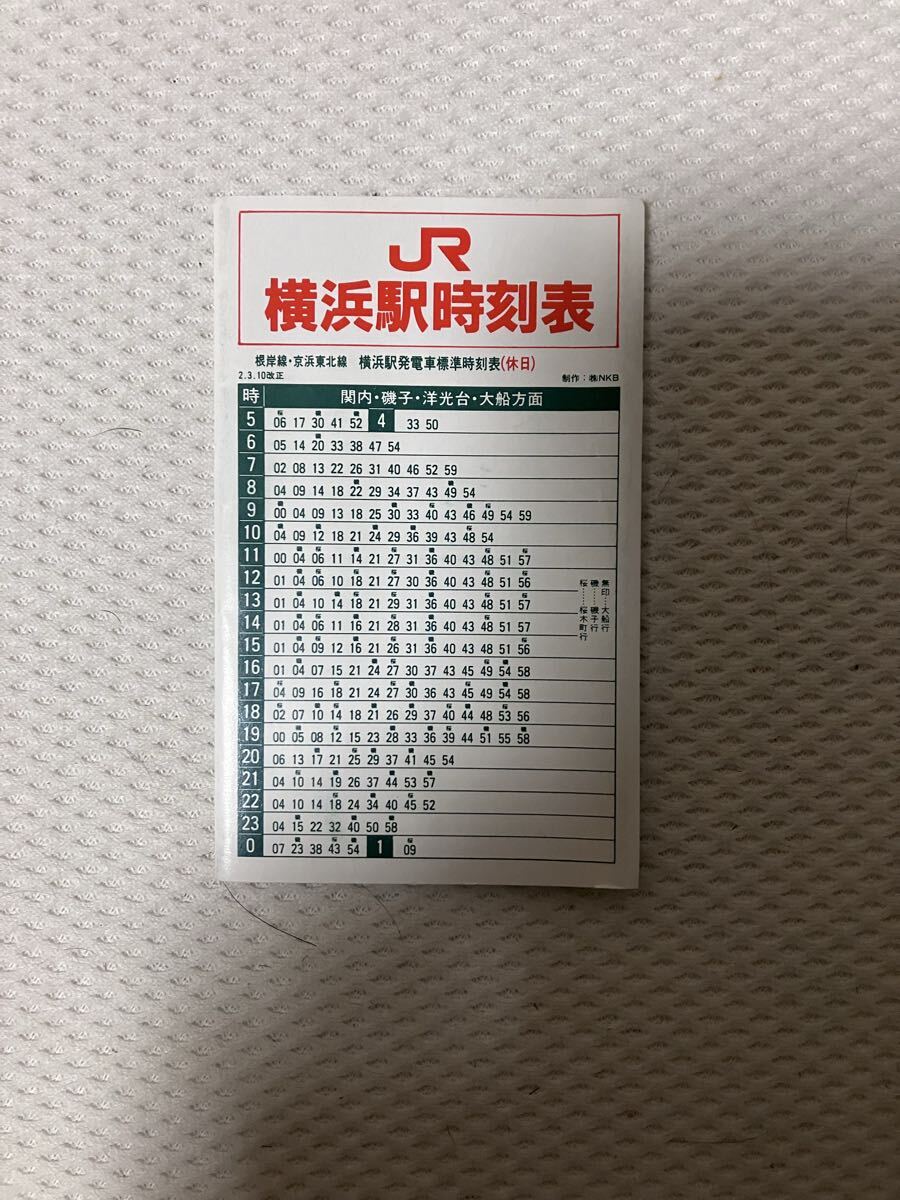 JR
横浜駅時刻表
根岸線・京浜東北線 横浜駅発電車標準時刻表(休日)
2.3.10改正 制作:㈱NKB
時 関内・磯子・洋光台・大船方面
5 06 17 30 41 52 4 33 50
6 05 14 20 33 38 47 54
7 02 08 13 22 26 31 40 46 52 59
8 04 09 14 18 22 29 34 37 43 49 54
9 00 04 09 13 18 25 30 33 40 43 46 49 54 59
10 04 09 12 18 21 24 29 36 39 43 48 54
11 00 04 06 11 14 21 27 31 36 40 43 48 51 57
12 01 04 06 10 18 21 27 30 36 40 43 48 51 56
13 01 04 10 14 18 21 29 31 36 40 43 48 51 57
14 01 04 06 11 16 21 28 31 36 40 43 48 51 57
15 01 04 09 12 16 21 26 31 36 40 43 48 51 56
16 01 04 07 15 21 24 27 30 37 43 45 49 54 58
17 04 09 16 18 21 24 27 30 36 43 45 49 54 58
18 02 07 10 14 18 21 26 29 37 40 44 48 53 56
19 00 05 08 12 15 23 28 33 36 39 44 51 55 58
20 06 13 17 21 25 29 37 41 45 54
21 04 10 14 19 26 37 44 53 57
22 04 10 14 18 24 34 40 45 52
23 04 15 22 32 40 50 58
0 07 23 38 43 54 1 09
無印…大船行
磯……磯子行
桜……桜木町行